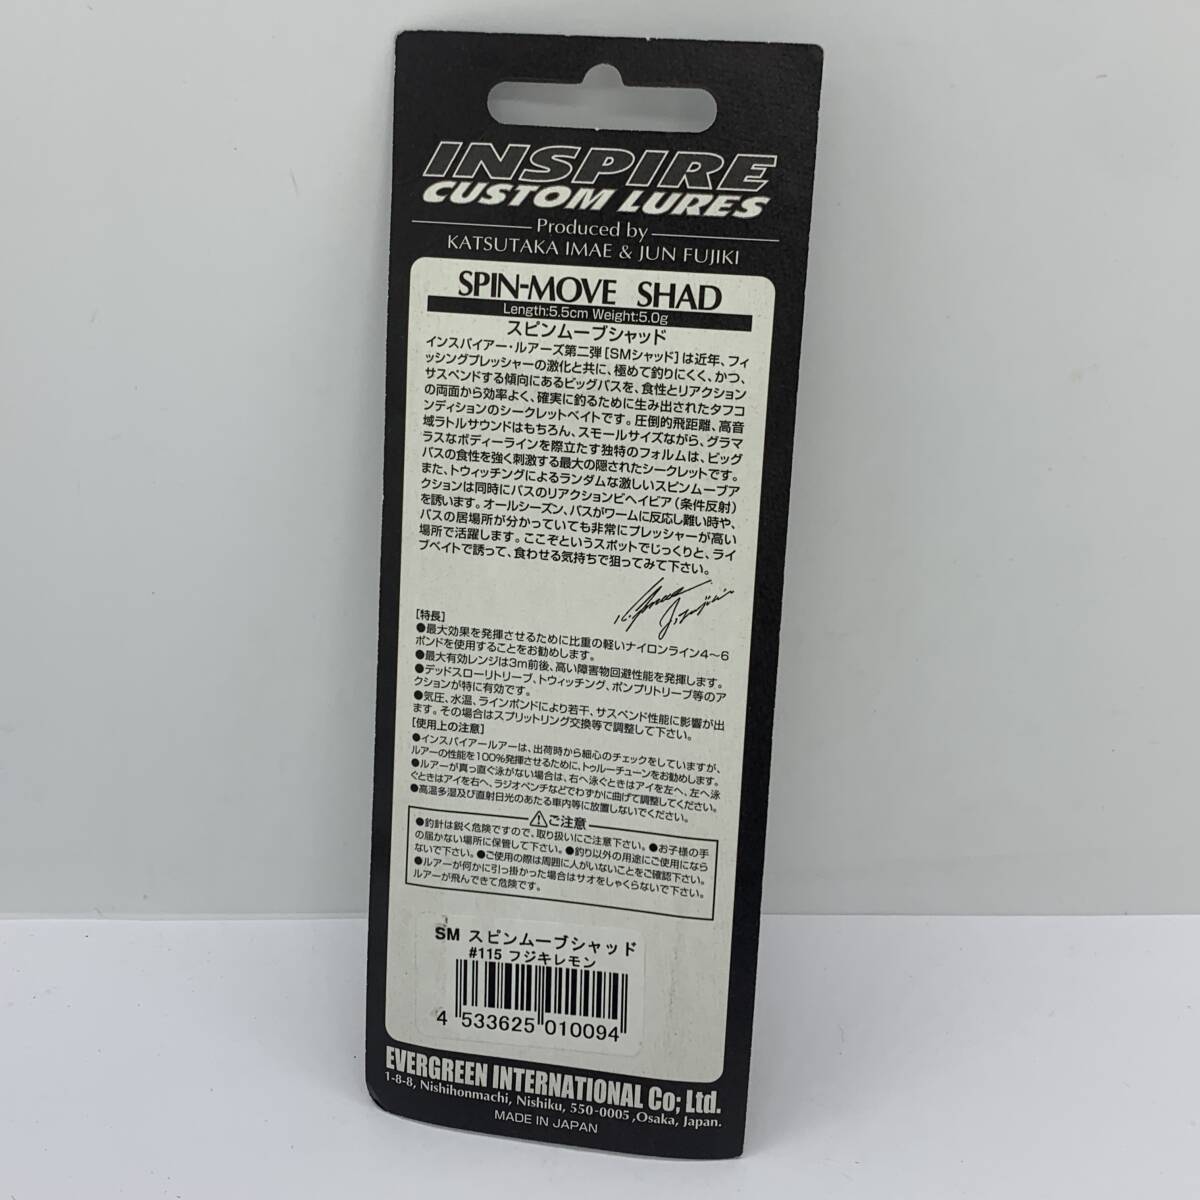 INSPIRE
CUSTOM LURES
Produced by
KATSUTAKA IMAE & JUN FUJIKI
SPIN-MOVE SHAD
Length:5.5cm Weight:5.0g
スピンムーブシャッド
インスパイアー・ルアーズ第二弾[SMシャッド]は近年、フィ
ッシングプレッシャーの激化と共に、極めて釣りにくく、かつ、
サスペンドする傾向にあるビッグバスを、食性とリアクション
の両面から効率よく、確実に釣るために生み出されたタフコ
ンディションのシークレットベイトです。圧倒的飛距離、高音
域ラトルサウンドはもちろん、スモールサイズながら、グラマ
ラスなボディーラインを際立たす独特のフォルムは、ビッグ
バスの食性を強く刺激する最大の隠されたシークレットです。
また、トウィッチングによるランダムな激しいスピンムーブア
クションは同時にバスのリアクションビヘイビア(条件反射)
を誘います。オールシーズン、バスがワームに反応し難い時や、
バスの居場所が分かっていても非常にプレッシャーが高い
場所で活躍します。ここぞというスポットでじっくりと、ライ
ブベイトで誘って、食わせる気持ちで狙ってみて下さい。
[特長]
●最大効果を発揮させるために比重の軽いナイロンライン4〜6
ポンドを使用することをお勧めします。
●最大有効レンジは3m前後、高い障害物回避性能を発揮します。
●デッドスローリトリーブ、トウィッチング、ポンプリトリーブ等のア
クションが特に有効です。
●気圧、水温、ラインポンドにより若干、サスペンド性能に影響が出
ます。その場合はスプリットリング交換等で調整して下さい。
[使用上の注意]
●インスパイアールアーは、出荷時から細心のチェックをしていますが、
ルアーの性能を100%発揮させるために、トゥルーチューンをお勧めします。
●ルアーが真っ直ぐ泳がない場合は、右へ泳ぐときはアイを左へ、左へ泳
ぐときはアイを右へ、ラジオペンチなどでわずかに曲げて調整してください。
●高温多湿及び直射日光のあたる車内等に放置しないでください。
⚠ご注意
●釣針は鋭く危険ですので、取り扱いにご注意下さい。●お子様の手
の届かない場所に保管して下さい。●釣り以外の用途にご使用になら
ないで下さい。●ご使用の際は周囲に人がいないことをご確認下さい。
●ルアーが何かに引っ掛かった場合はサオをしゃくらないで下さい。
ルアーが飛んできて危険です。
SM スピンムーブシャッド
#115 フジキレモン
4 533625 010094
EVERGREEN INTERNATIONAL Co; Ltd.
1-8-8, Nishihonmachi, Nishiku, 550-0005 ,Osaka, Japan.
MADE IN JAPAN